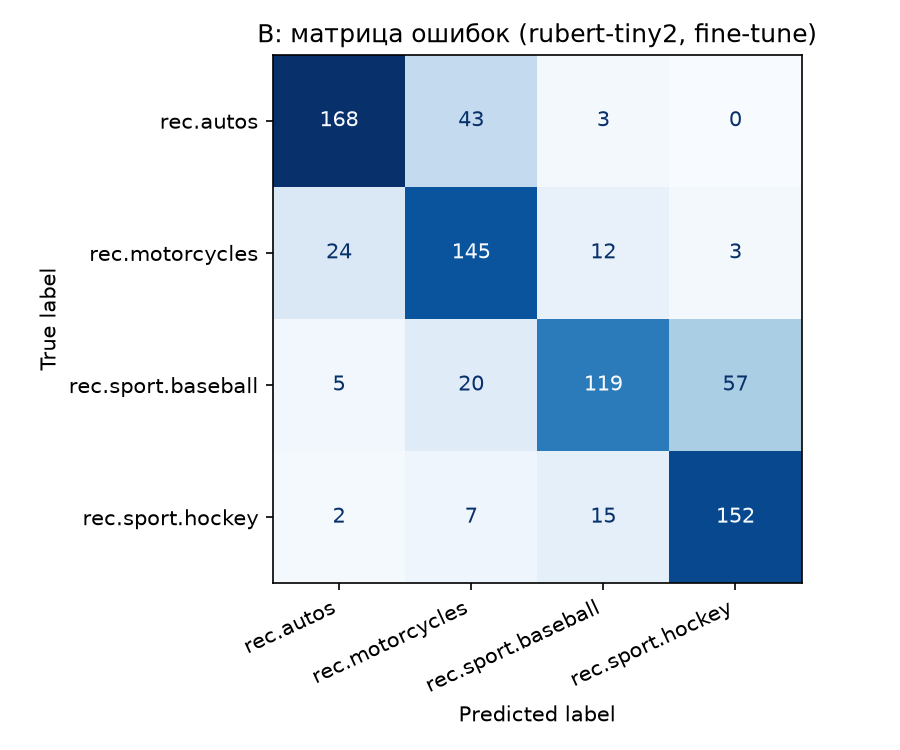 В: матрица ошибок (rubert-tiny2, fine-tune)
rec.autos 168 43 3 0
rec.motorcycles 24 145 12 3
rec.sport.baseball 5 20 119 57
rec.sport.hockey 2 7 15 152
True label
rec.autos rec.motorcycles rec.sport.baseball rec.sport.hockey
Predicted label